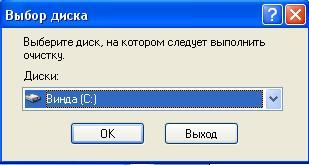 Выбор диска
Выберите диск, на котором следует выполнить
очистку.
Диски:
Винда (C:)
OK
Выход